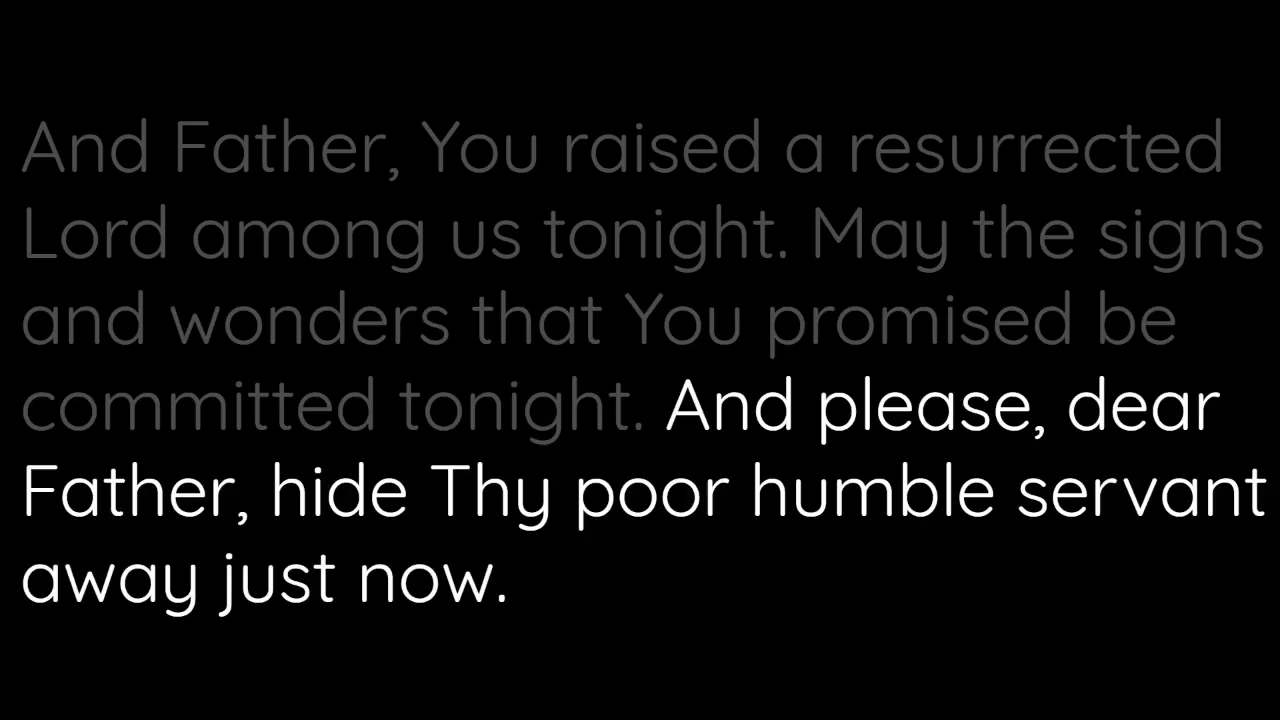 And Father, You raised a resurrected
Lord among us tonight. May the signs
and wonders that You promised be
committed tonight. And please, dear
Father, hide Thy poor humble servant
away just now.